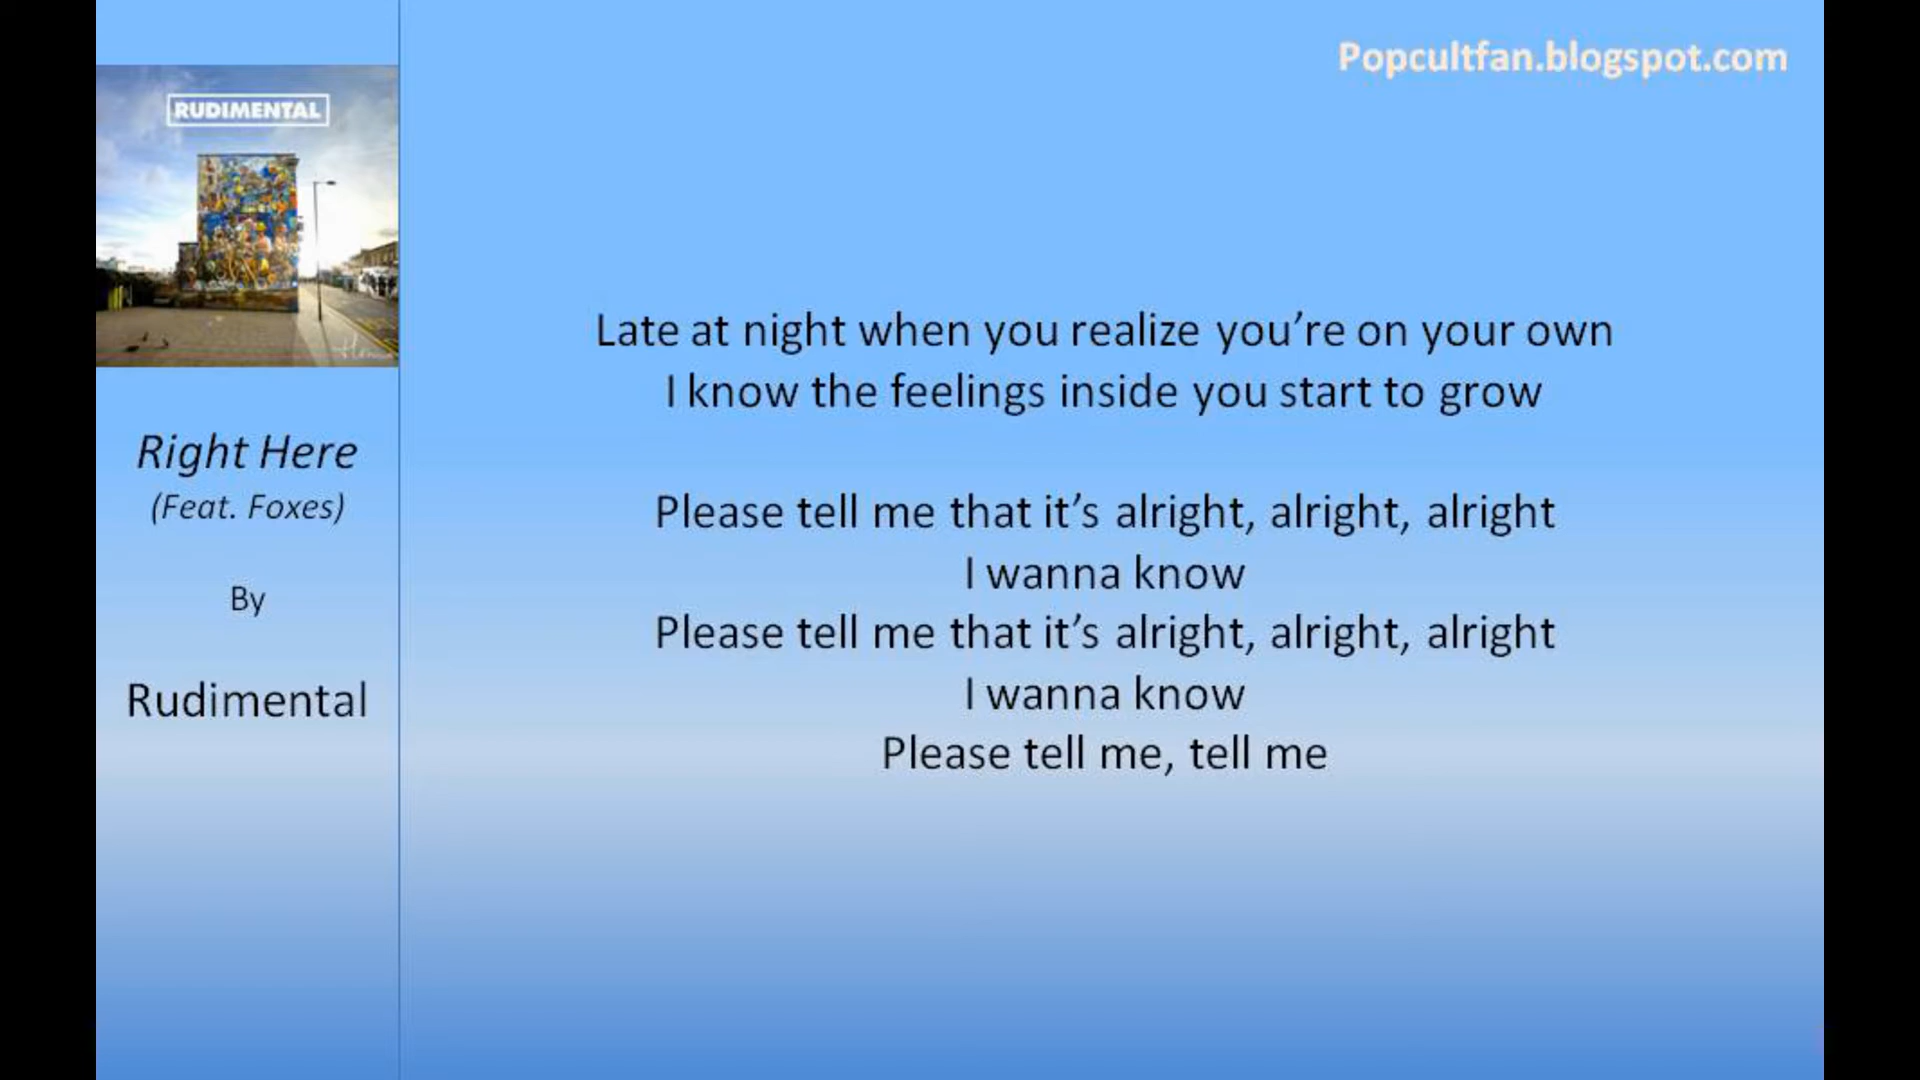 Popcultfan.blogspot.com
RUDIMENTAL
Right Here
(Feat. Foxes)
By
Rudimental
Late at night when you realize you’re on your own
I know the feelings inside you start to grow
Please tell me that it’s alright, alright, alright
I wanna know
Please tell me that it’s alright, alright, alright
I wanna know
Please tell me, tell me